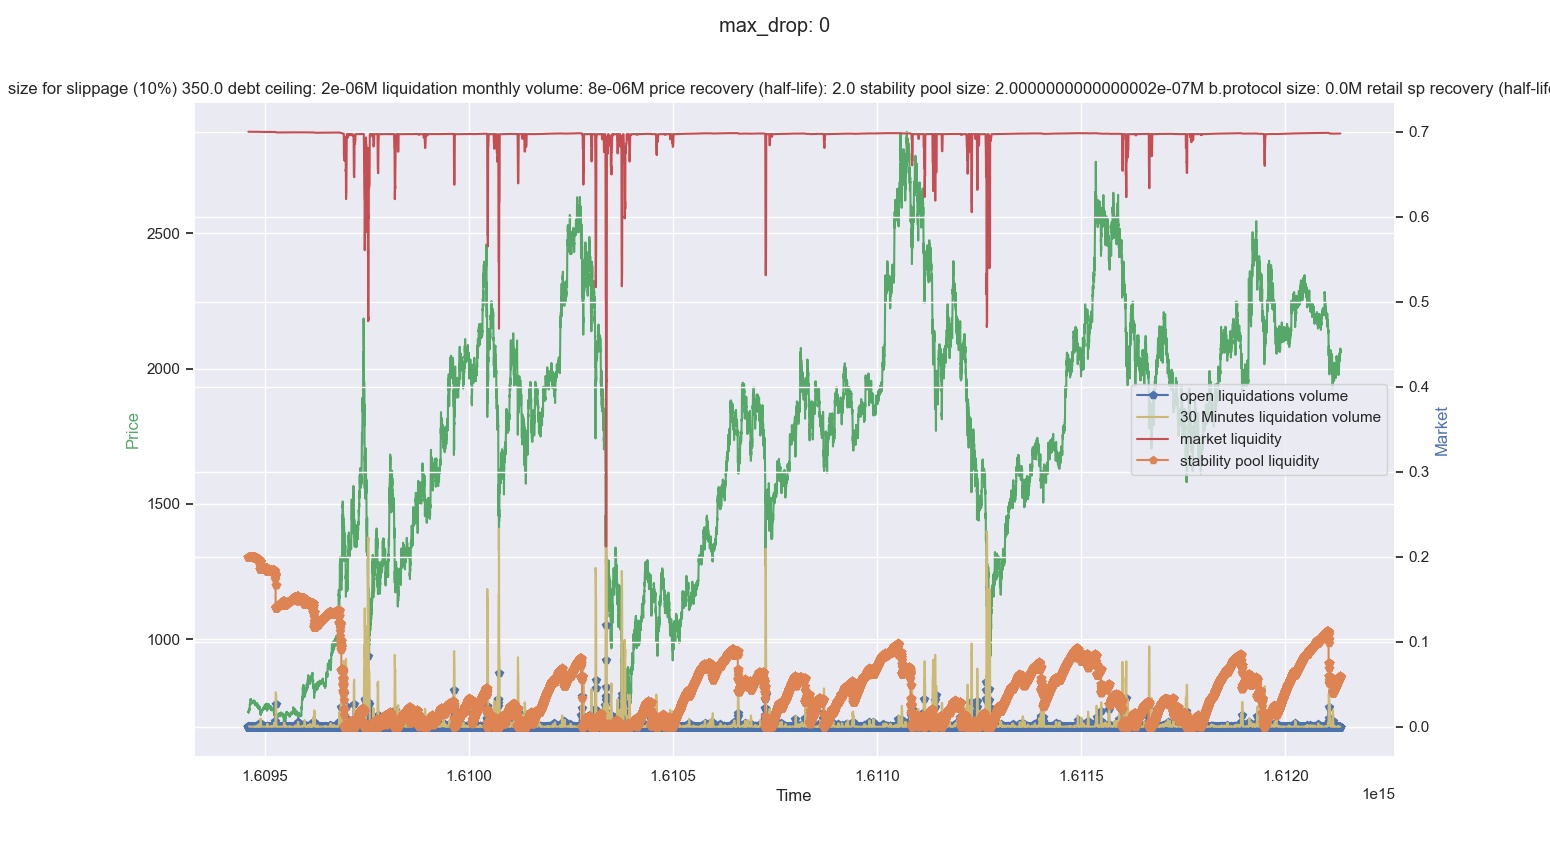 max_drop: 0
size for slippage (10%) 350.0 debt ceiling: 2e-06M liquidation monthly volume: 8e-06M price recovery (half-life): 2.0 stability pool size: 2.0000000000000002e-07M b.protocol size: 0.0M retail sp recovery (half-life
0.7
0.6
2500
0.5
2000
0.4
open liquidations volume
30 Minutes liquidation volume
Price
Market
market liquidity
stability pool liquidity
0.3
1500
0.2
1000
0.1
0.0
1.6095
1.6100
1.6105
1.6110
1.6115
1.6120
Time
1e15